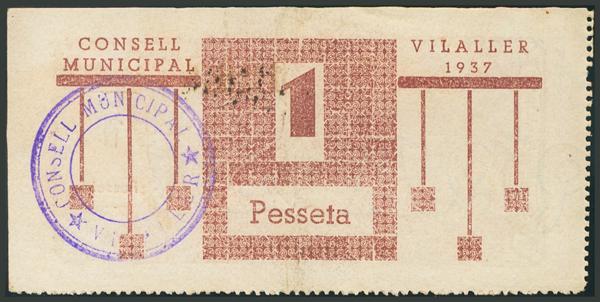 CONSELL
MUNICIPAL
VILALLER
1937
1
Pesseta
CONSELL MUNICIPAL
★ VILALLER ★